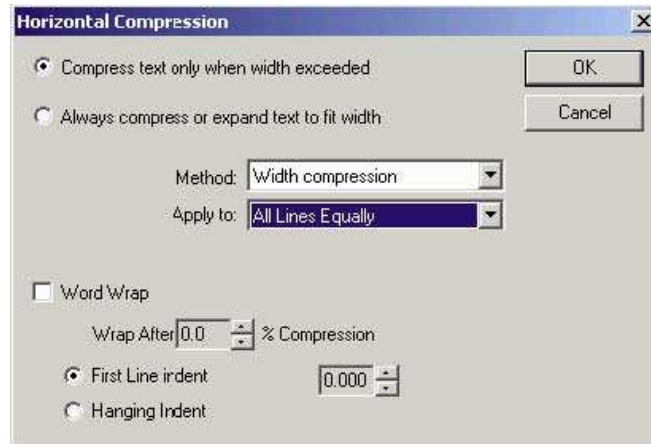 Horizontal Compression
Compress text only when width exceeded
OK
Always compress or expand text to fit width
Cancel
Method: Width compression
Apply to: All Lines Equally
Word Wrap
Wrap After 0.0 % Compression
First Line irdent 0.000
Hanging Indent